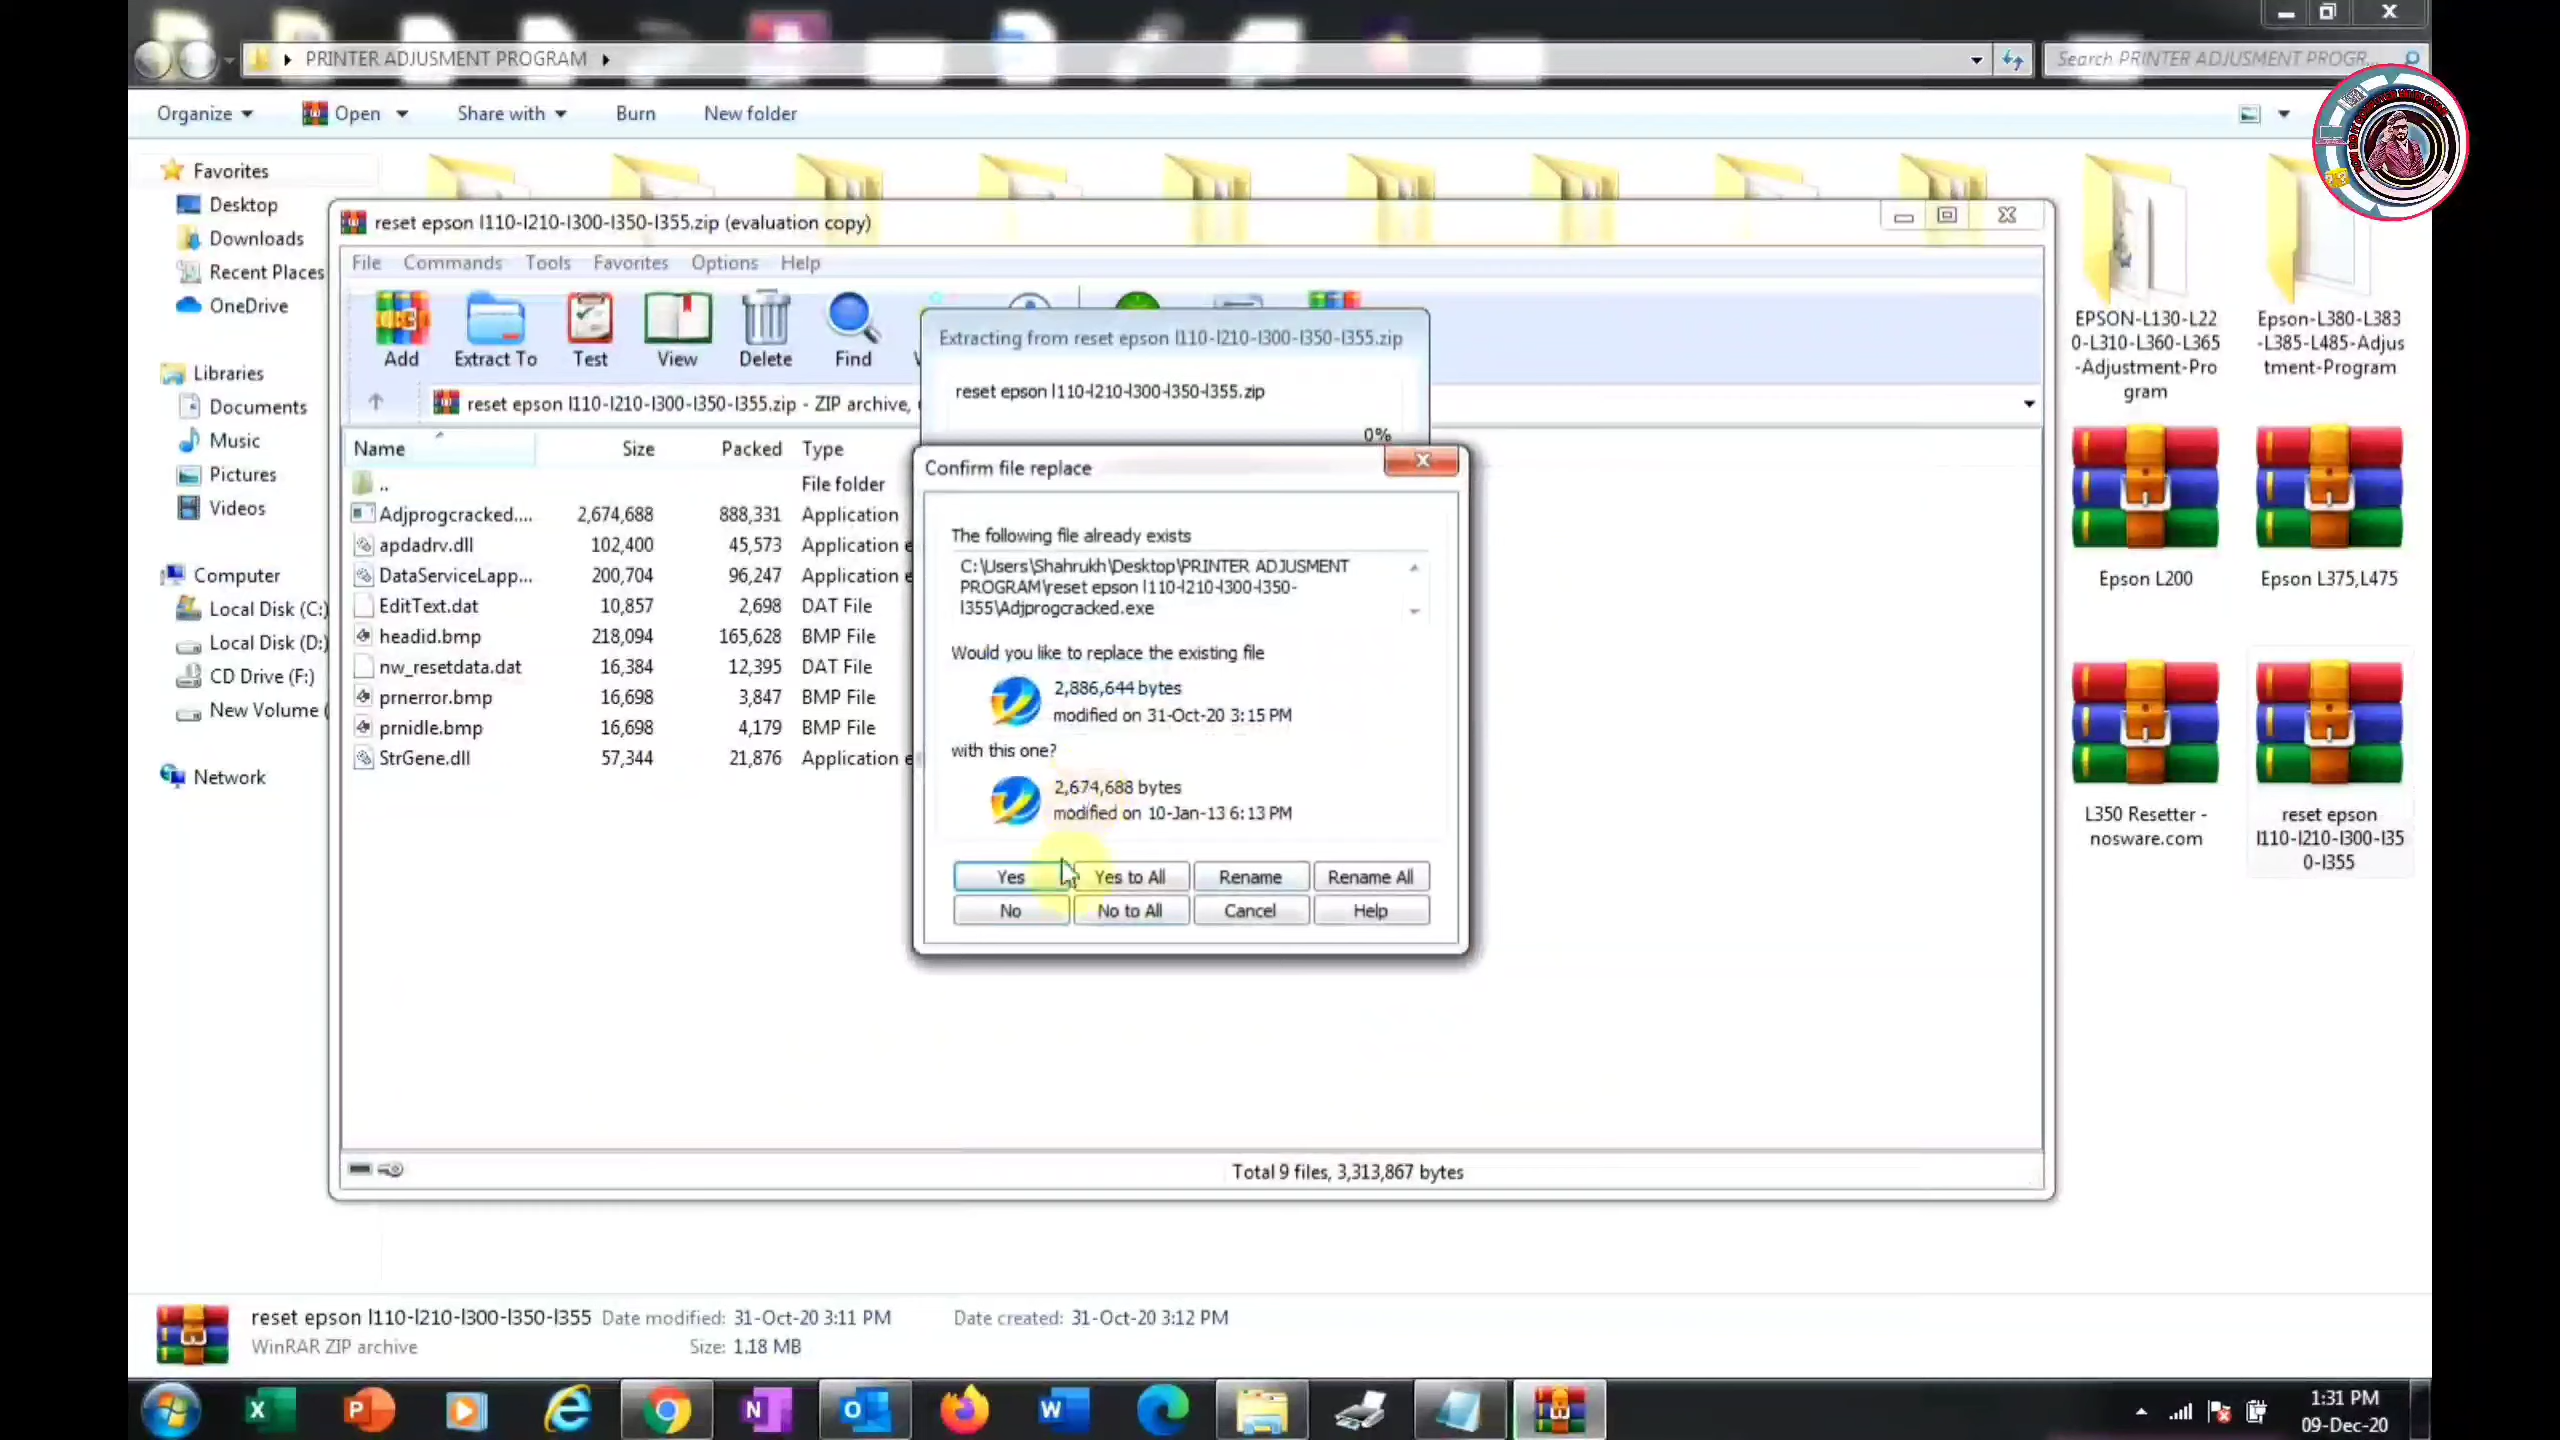 PRINTER ADJUSMENT PROGRAM
Search PRINTER ADJUSMENT PROGR...
Organize
Open
Share with
Burn
New folder
Favorites
Desktop
Downloads
Recent Places
OneDrive
Libraries
Documents
Music
Pictures
Videos
Computer
Local Disk (C:)
Local Disk (D:)
CD Drive (F:)
New Volume (
Network
reset epson l110-l210-l300-l350-l355.zip (evaluation copy)
File Commands Tools Favorites Options Help
Add
Extract To
Test
View
Delete
Find
reset epson l110-l210-l300-l350-l355.zip - ZIP archive,
Name Size Packed Type
.. File folder
Adjprogcracked.... 2,674,688 888,331 Application
apdadrv.dll 102,400 45,573 Application e
DataServiceLapp... 200,704 96,247 Application e
EditText.dat 10,857 2,698 DAT File
headid.bmp 218,094 165,628 BMP File
nw_resetdata.dat 16,384 12,395 DAT File
prnerror.bmp 16,698 3,847 BMP File
prnidle.bmp 16,698 4,179 BMP File
StrGene.dll 57,344 21,876 Application e
Total 9 files, 3,313,867 bytes
Extracting from reset epson l110-l210-l300-l350-l355.zip
reset epson l110-l210-l300-l350-l355.zip
0%
Confirm file replace
The following file already exists
C:\Users\Shahrukh\Desktop\PRINTER ADJUSMENT
PROGRAM\reset epson l110-l210-l300-l350-
l355\Adjprogcracked.exe
Would you like to replace the existing file
2,886,644 bytes
modified on 31-Oct-20 3:15 PM
with this one?
2,674,688 bytes
modified on 10-Jan-13 6:13 PM
Yes
Yes to All
Rename
Rename All
No
No to All
Cancel
Help
EPSON-L130-L22
0-L310-L360-L365
-Adjustment-Pro
gram
Epson-L380-L383
-L385-L485-Adjus
tment-Program
Epson L200
Epson L375,L475
L350 Resetter -
nosware.com
reset epson
l110-l210-l300-l35
0-l355
reset epson l110-l210-l300-l350-l355 Date modified: 31-Oct-20 3:11 PM Date created: 31-Oct-20 3:12 PM
WinRAR ZIP archive Size: 1.18 MB
1:31 PM
09-Dec-20